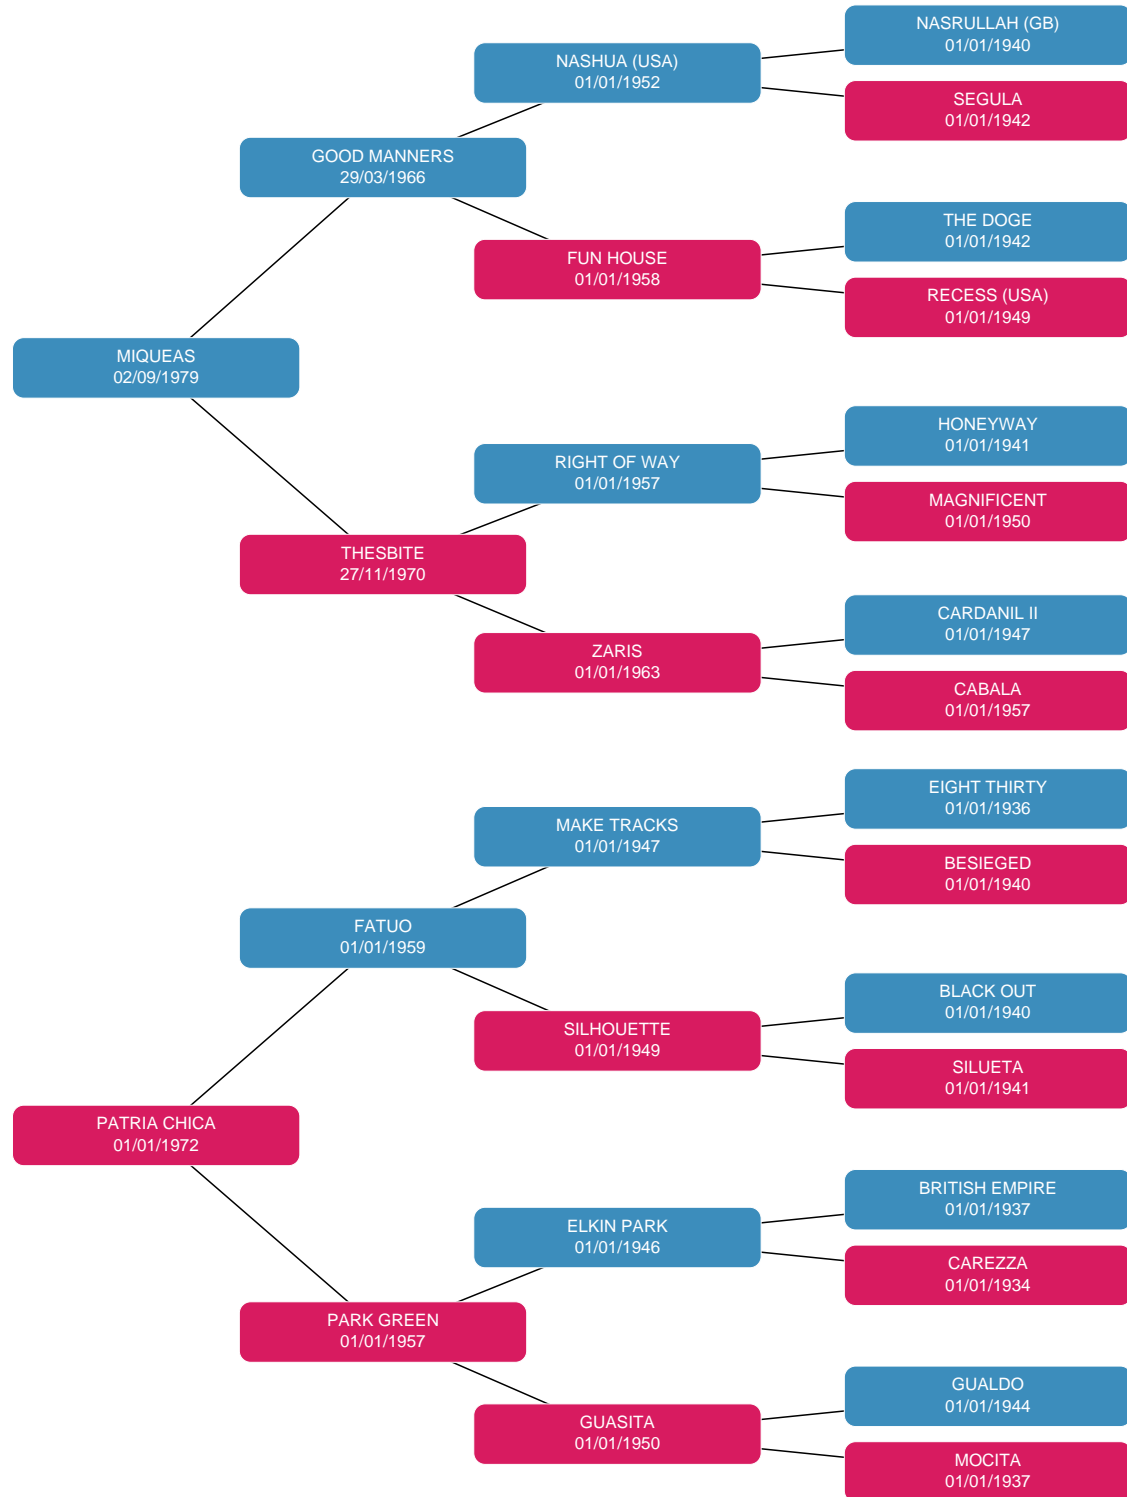 NASRULLAH (GB)
01/01/1940
NASHUA (USA)
01/01/1952
SEGULA
01/01/1942
GOOD MANNERS
29/03/1966
THE DOGE
01/01/1942
FUN HOUSE
01/01/1958
RECESS (USA)
01/01/1949
MIQUEAS
02/09/1979
HONEYWAY
01/01/1941
RIGHT OF WAY
01/01/1957
MAGNIFICENT
01/01/1950
THESBITE
27/11/1970
CARDANIL II
01/01/1947
ZARIS
01/01/1963
CABALA
01/01/1957
EIGHT THIRTY
01/01/1936
MAKE TRACKS
01/01/1947
BESIEGED
01/01/1940
FATUO
01/01/1959
BLACK OUT
01/01/1940
SILHOUETTE
01/01/1949
SILUETA
01/01/1941
PATRIA CHICA
01/01/1972
BRITISH EMPIRE
01/01/1937
ELKIN PARK
01/01/1946
CAREZZA
01/01/1934
PARK GREEN
01/01/1957
GUALDO
01/01/1944
GUASITA
01/01/1950
MOCITA
01/01/1937